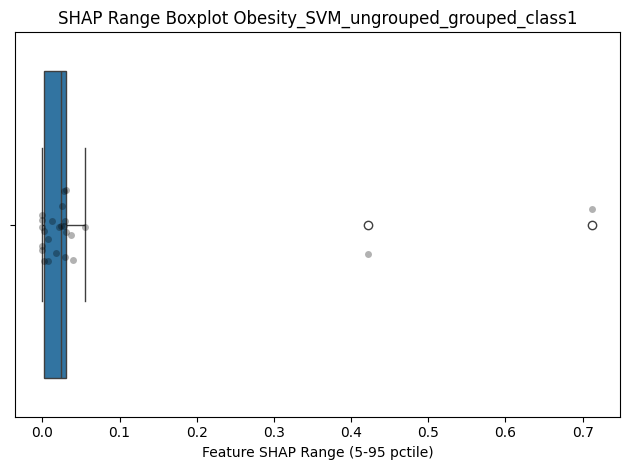 SHAP Range Boxplot Obesity_SVM_ungrouped_grouped_class1
0.0 0.1 0.2 0.3 0.4 0.5 0.6 0.7
Feature SHAP Range (5-95 pctile)